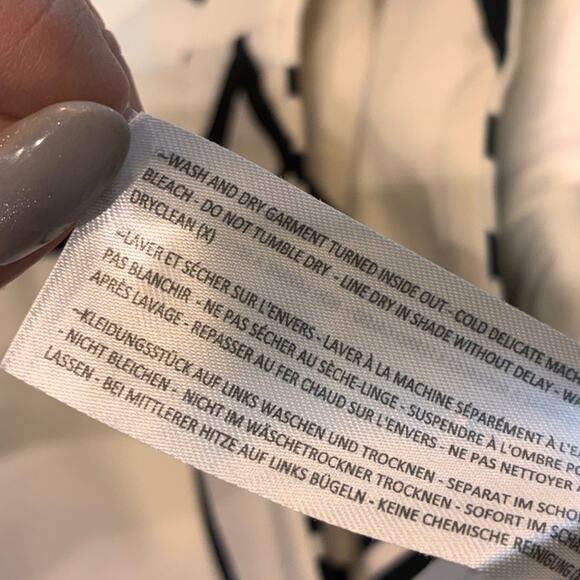 ~WASH AND DRY GARMENT TURNED INSIDE OUT - COLD DELICATE MACH
BLEACH - DO NOT TUMBLE DRY - LINE DRY IN SHADE WITHOUT DELAY - WA
DRYCLEAN (X)
~LAVER ET SÉCHER SUR L'ENVERS - LAVER À LA MACHINE SÉPARÉMENT À L'EA
PAS BLANCHIR - NE PAS SÉCHER AU SÈCHE-LINGE - SUSPENDRE À L'OMBRE PO
APRÈS LAVAGE - REPASSER AU FER CHAUD SUR L'ENVERS - NE PAS NETTOYER
~KLEIDUNGSSTÜCK AUF LINKS WASCHEN UND TROCKNEN - SEPARAT IM SCHO
- NICHT BLEICHEN - NICHT IM WÄSCHETROCKNER TROCKNEN - SOFORT IM SCH
LASSEN - BEI MITTLERER HITZE AUF LINKS BÜGELN - KEINE CHEMISCHE REINIGUNG